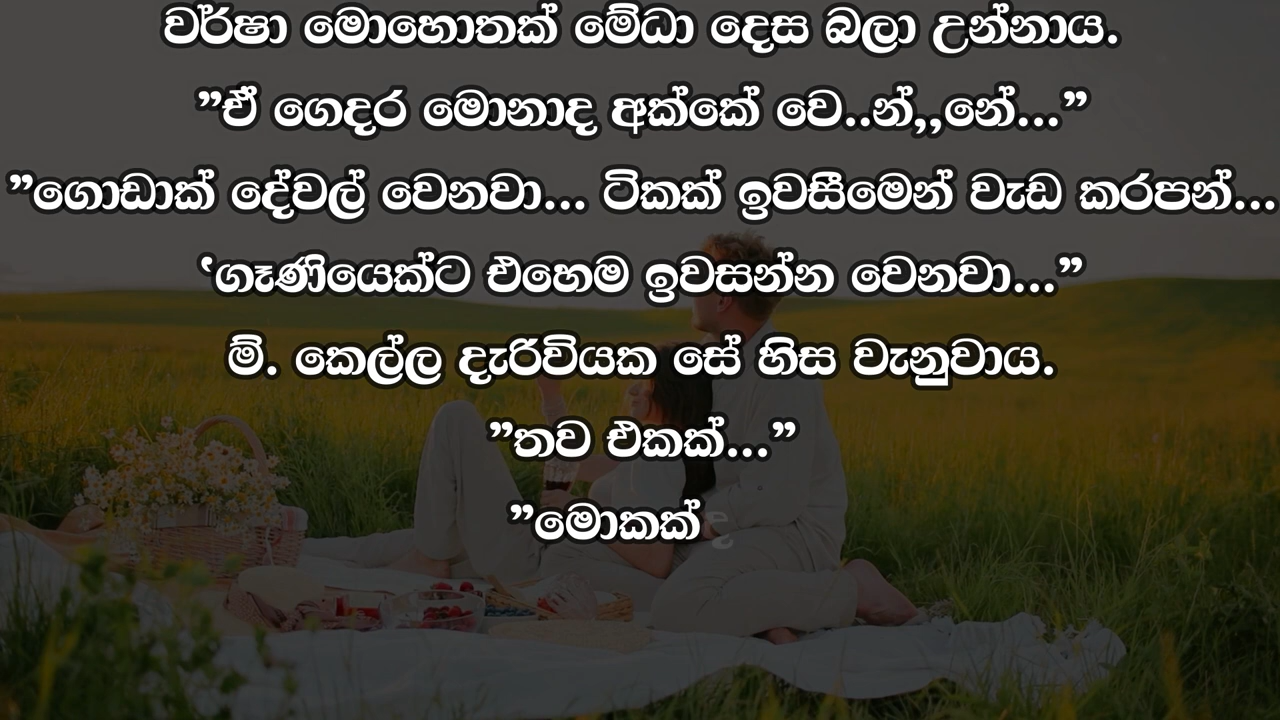 වර්ෂා මොහොතක් මේධා දෙස බලා උන්නාය.
”ඒ ගෙදර මොනාද අක්කේ වෙ..න්,,නේ...”
”ගොඩාක් දේවල් වෙනවා... ටිකක් ඉවසීමෙන් වැඩ කරපන්...
‛ගෑණියෙක්ට එහෙම ඉවසන්න වෙනවා...”
ම්. කෙල්ල දැරිවියක සේ හිස වැනුවාය.
”තව එකක්...”
”මොකක්ද